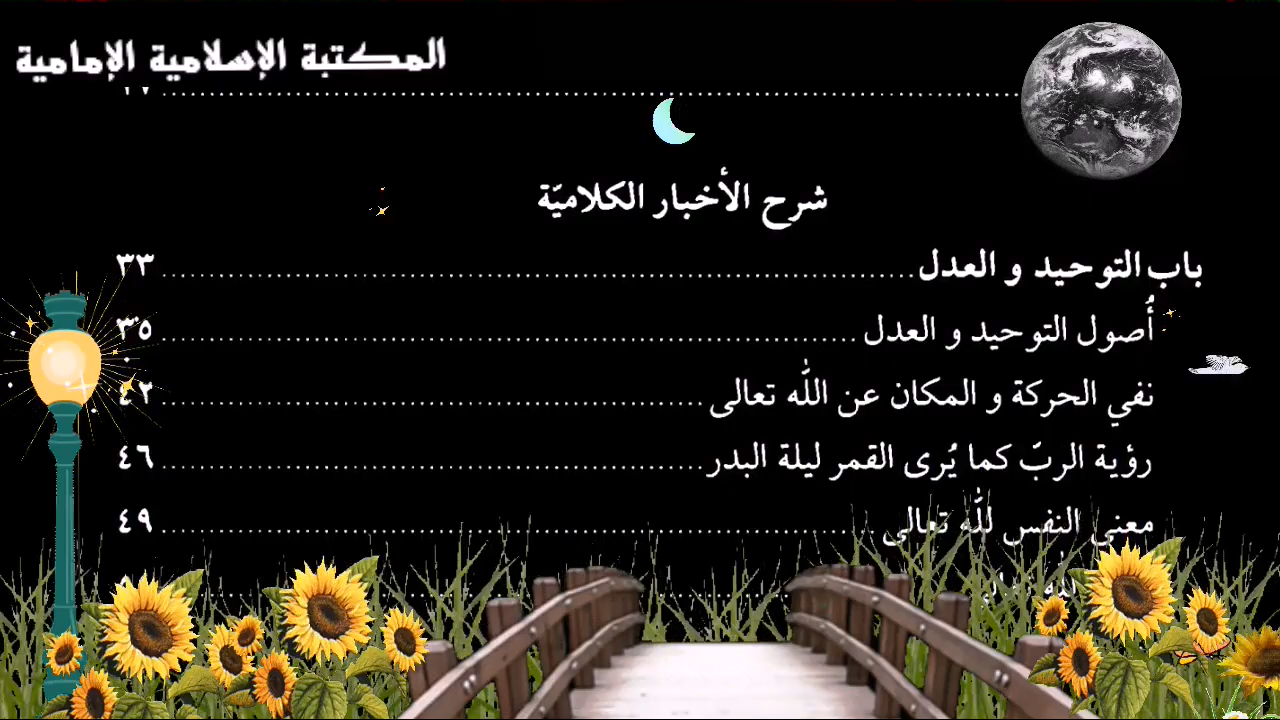 المكتبة الإسلامية الإمامية
شرح الأخبار الكلاميّة
باب التوحيد و العدل ٣٣
أُصول التوحيد و العدل ٣٥
نفي الحركة و المكان عن اللّٰه تعالى ٤٢
رؤية الربّ كما يُرى القمر ليلة البدر ٤٦
معنى النفس للّٰه تعالى ٤٩